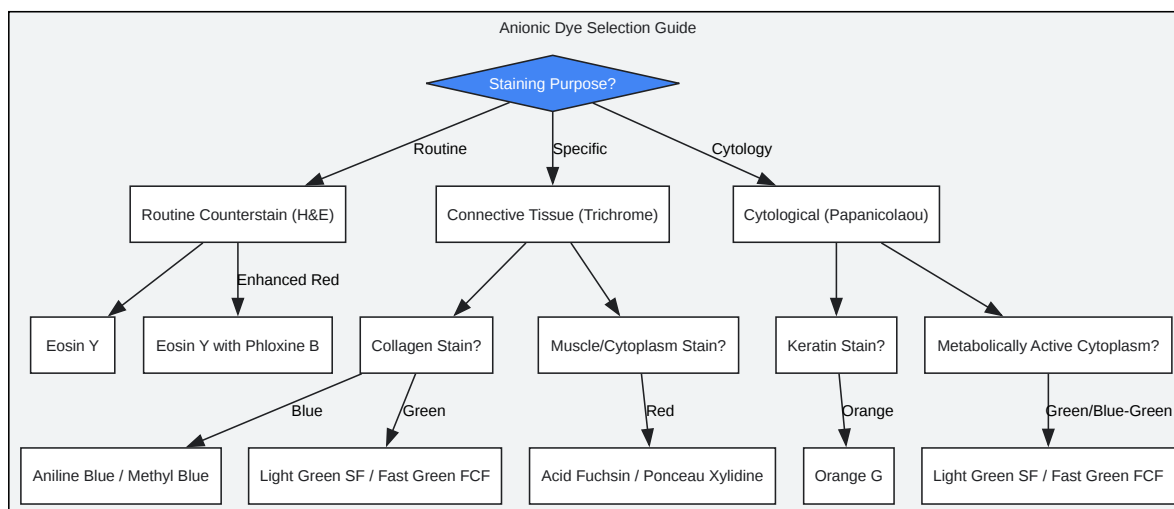 Anionic Dye Selection Guide
Staining Purpose?
Routine
Specific
Cytology
Routine Counterstain (H&E)
Connective Tissue (Trichrome)
Cytological (Papanicolaou)
Enhanced Red
Eosin Y
Eosin Y with Phloxine B
Collagen Stain?
Muscle/Cytoplasm Stain?
Keratin Stain?
Metabolically Active Cytoplasm?
Blue
Green
Red
Orange
Green/Blue-Green
Aniline Blue / Methyl Blue
Light Green SF / Fast Green FCF
Acid Fuchsin / Ponceau Xylidine
Orange G
Light Green SF / Fast Green FCF